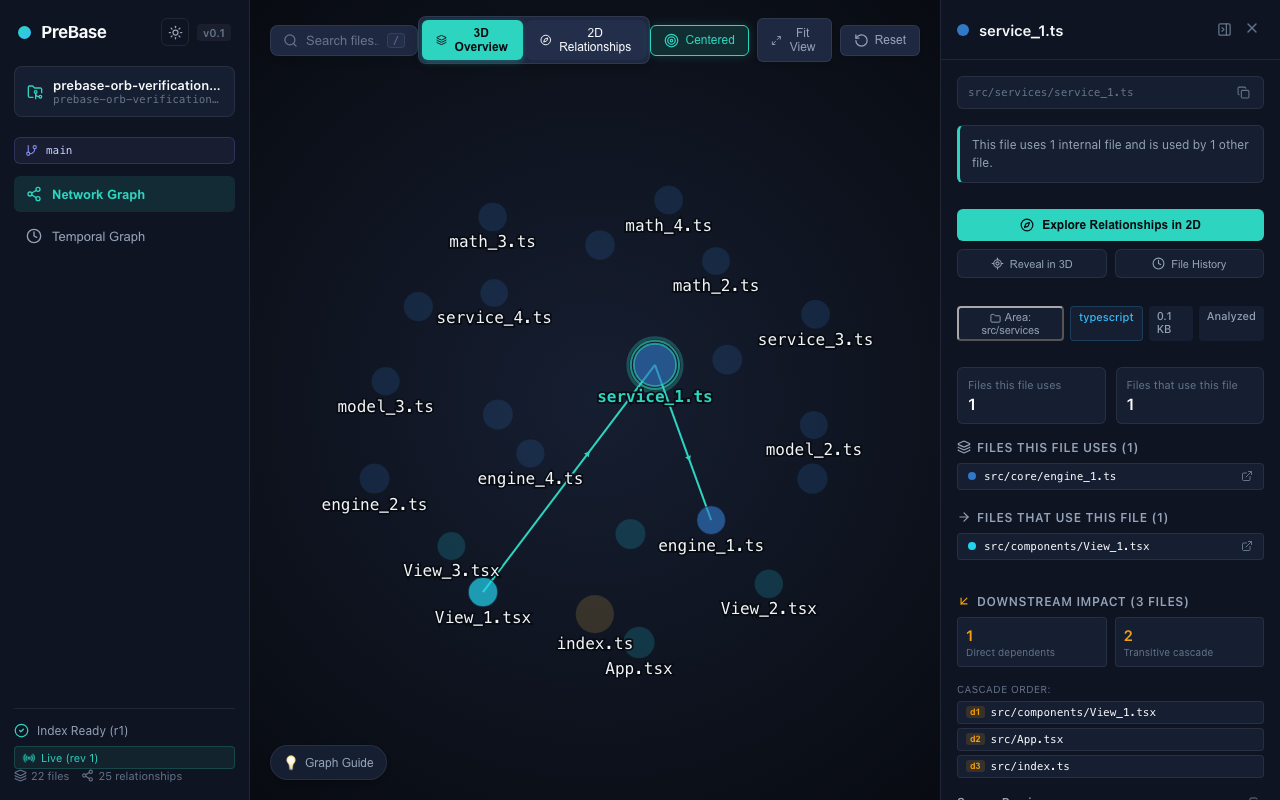 PreBase
v0.1
prebase-orb-verification...
prebase-orb-verification…
main
Network Graph
Temporal Graph
Index Ready (r1)
Live (rev 1)
22 files
25 relationships
Search files.
/
3D
Overview
2D
Relationships
Centered
Fit
View
Reset
math_3.ts
math_4.ts
math_2.ts
service_4.ts
service_3.ts
service_1.ts
model_3.ts
model_2.ts
engine_4.ts
engine_2.ts
engine_1.ts
View_3.tsx
View_1.tsx
View_2.tsx
index.ts
App.tsx
Graph Guide
service_1.ts
src/services/service_1.ts
This file uses 1 internal file and is used by 1 other
file.
Explore Relationships in 2D
Reveal in 3D
File History
Area:
src/services
typescript
0.1
KB
Analyzed
Files this file uses
1
Files that use this file
1
FILES THIS FILE USES (1)
src/core/engine_1.ts
FILES THAT USE THIS FILE (1)
src/components/View_1.tsx
DOWNSTREAM IMPACT (3 FILES)
1
Direct dependents
2
Transitive cascade
CASCADE ORDER:
d1 src/components/View_1.tsx
d2 src/App.tsx
d3 src/index.ts